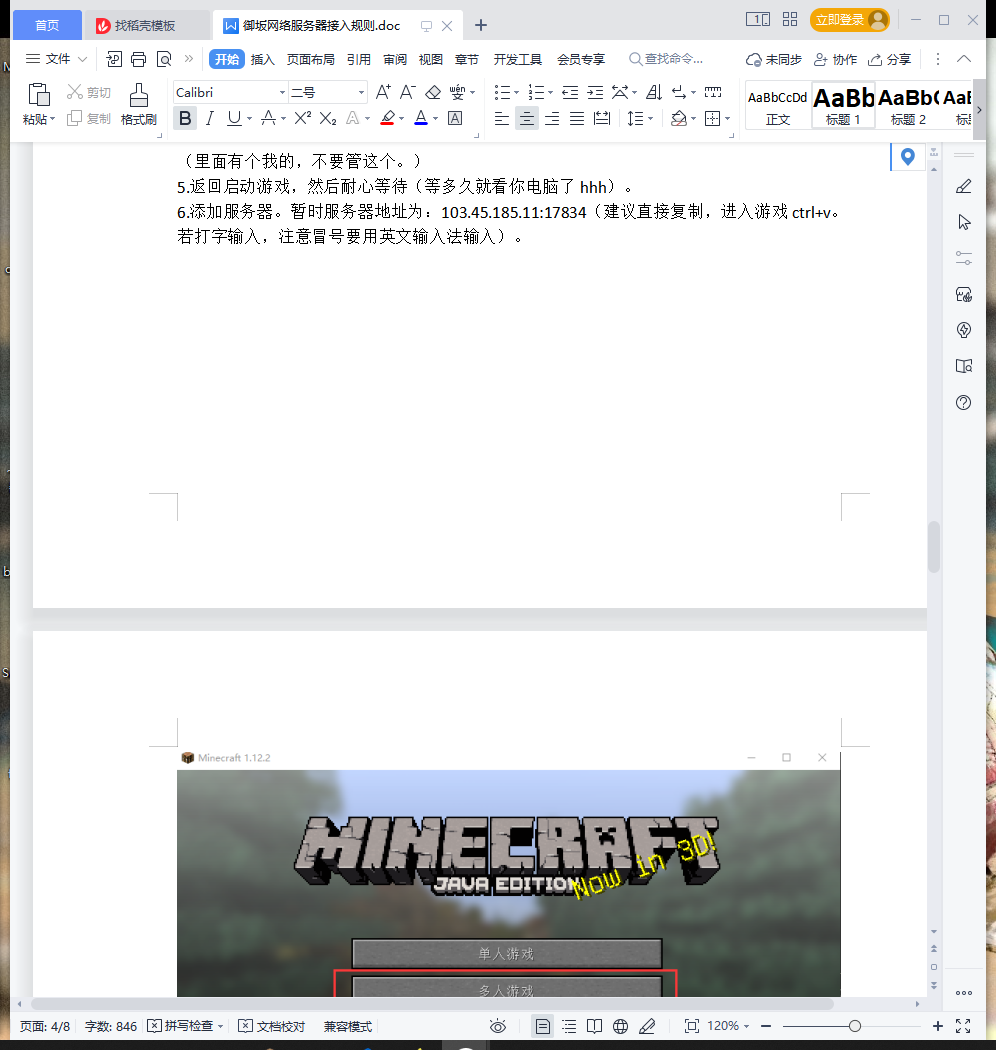 首页
找稻壳模板
御坂网络服务器接入规则.doc
立即登录
文件
开始
插入
页面布局
引用
审阅
视图
章节
开发工具
会员专享
查找命令...
未同步
协作
分享
粘贴
剪切
复制
格式刷
Calibri
二号
AaBbCcDd
正文
AaBb
标题 1
AaBb(
标题 2
（里面有个我的，不要管这个。）
5.返回启动游戏，然后耐心等待（等多久就看你电脑了 hhh）。
6.添加服务器。暂时服务器地址为：103.45.185.11:17834（建议直接复制，进入游戏 ctrl+v。
若打字输入，注意冒号要用英文输入法输入）。
Minecraft 1.12.2
MINECRAFT
JAVA EDITION
Now in 3D!
单人游戏
多人游戏
页面: 4/8
字数: 846
拼写检查
文档校对
兼容模式
120%